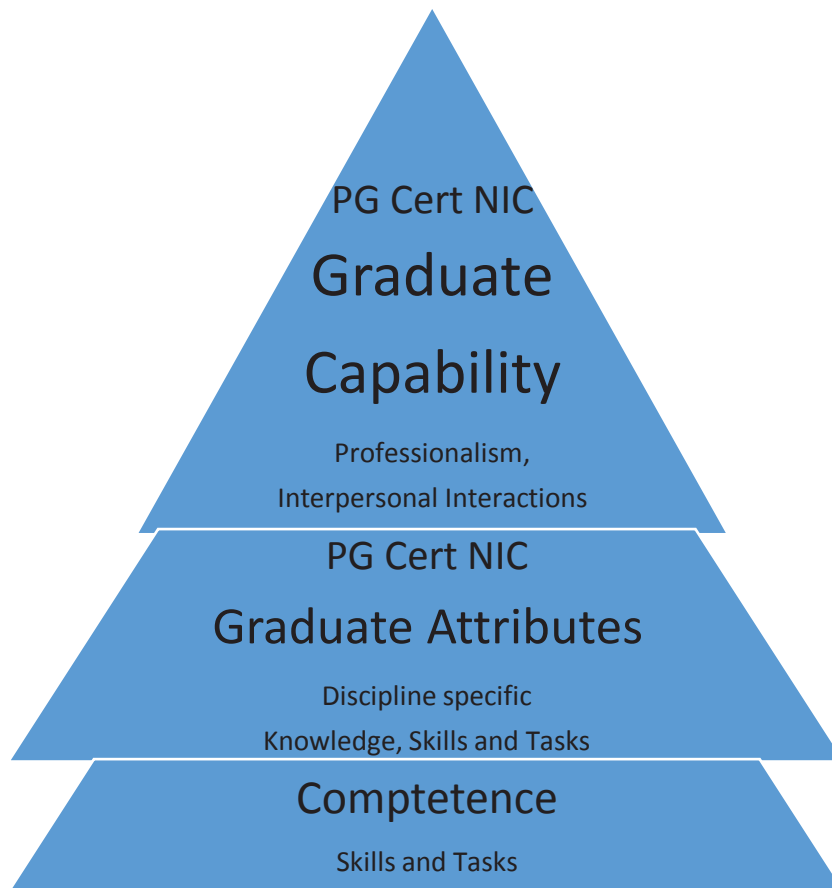 PG Cert NIC
Graduate
Capability
Professionalism,
Interpersonal Interactions
PG Cert NIC
Graduate Attributes
Discipline specific
Knowledge, Skills and Tasks
Comptetence
Skills and Tasks